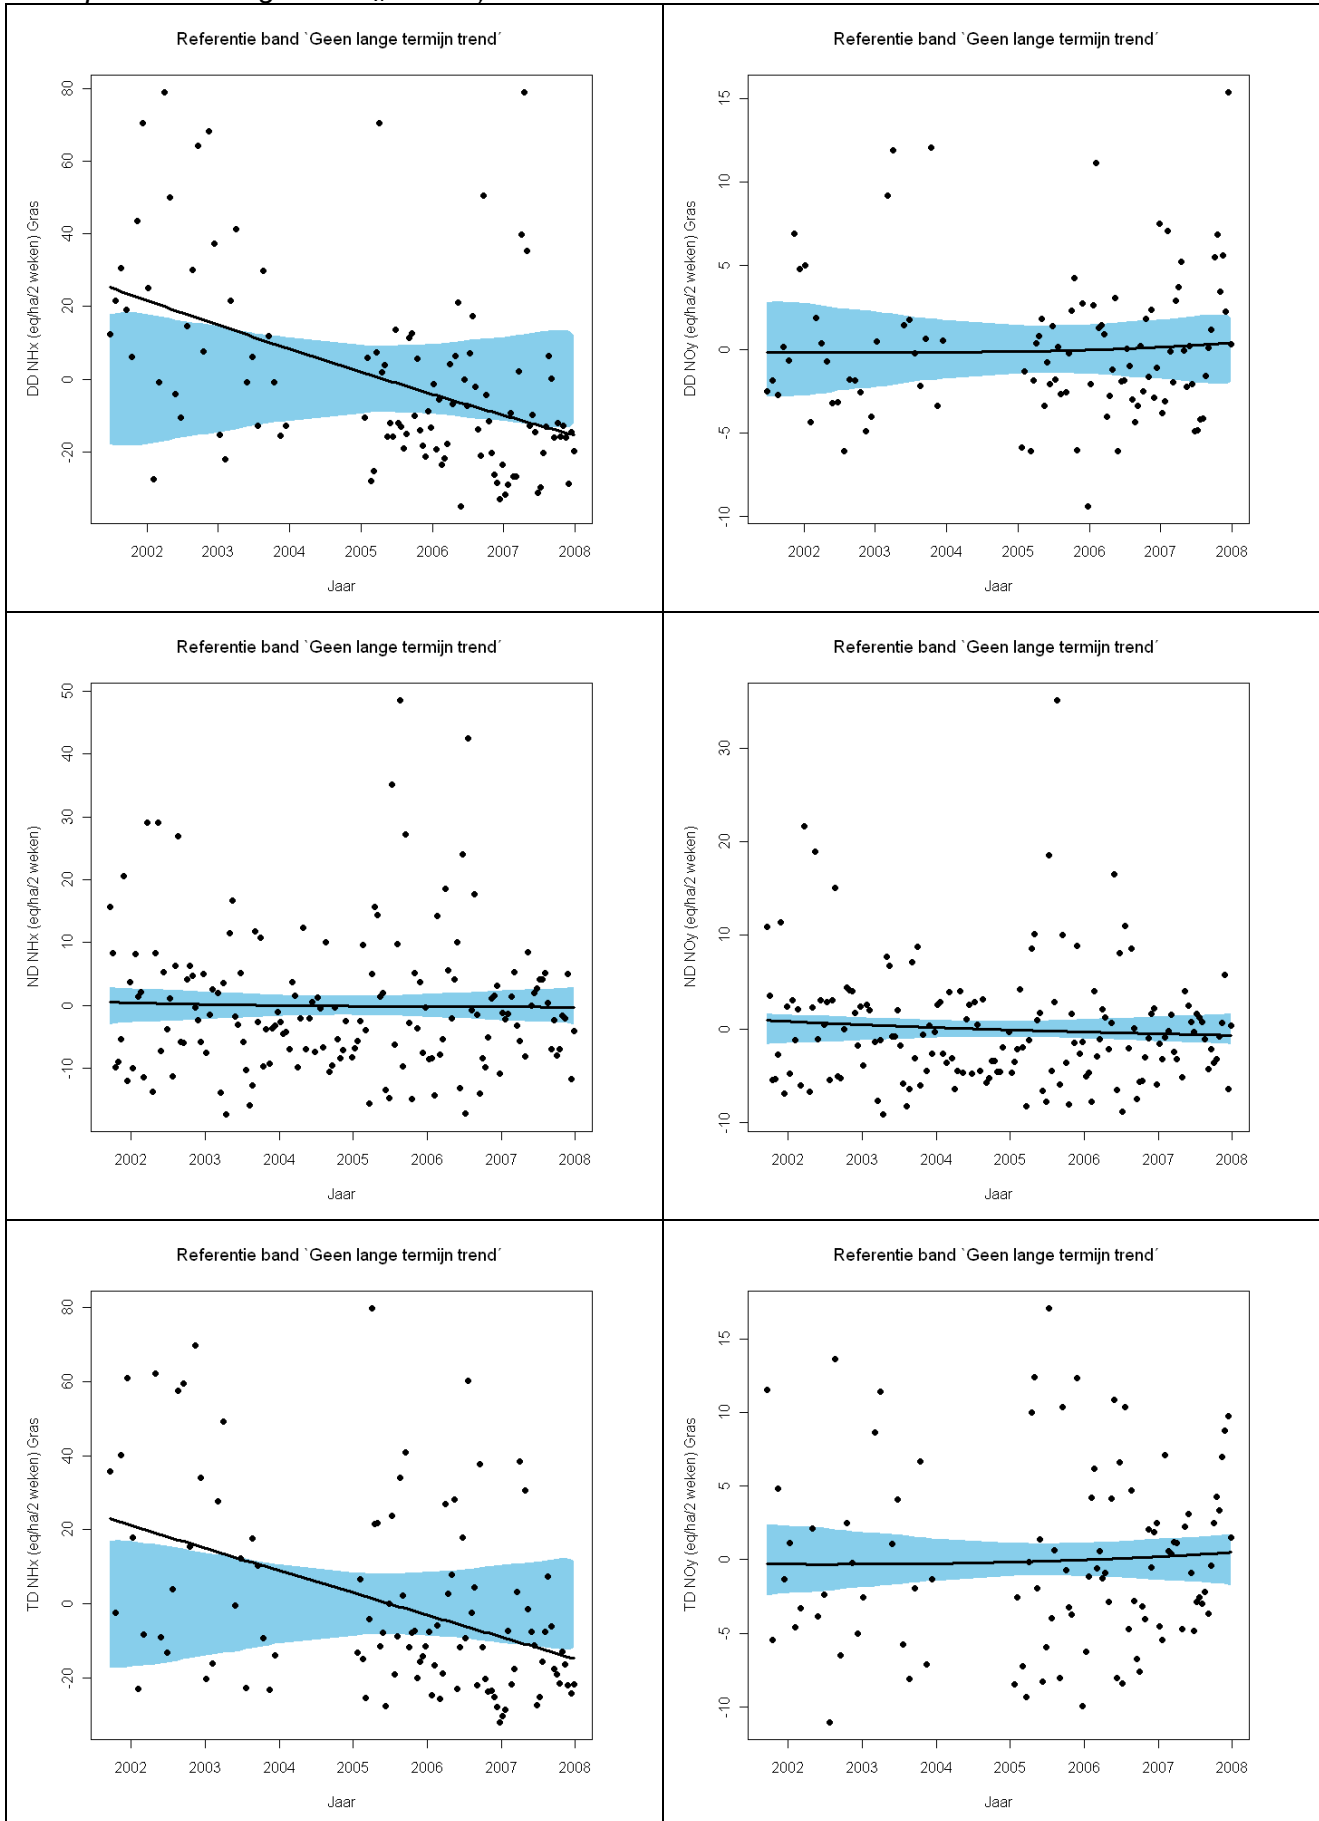 Referentie band `Geen lange termijn trend´
DD NHx (eq/ha/2 weken) Gras
80
60
40
20
0
-20
2002 2003 2004 2005 2006 2007 2008
Jaar
Referentie band `Geen lange termijn trend´
DD NOy (eq/ha/2 weken) Gras
15
10
5
0
-5
-10
2002 2003 2004 2005 2006 2007 2008
Jaar
Referentie band `Geen lange termijn trend´
ND NHx (eq/ha/2 weken)
50
40
30
20
10
0
-10
2002 2003 2004 2005 2006 2007 2008
Jaar
Referentie band `Geen lange termijn trend´
ND NOy (eq/ha/2 weken)
30
20
10
0
-10
2002 2003 2004 2005 2006 2007 2008
Jaar
Referentie band `Geen lange termijn trend´
TD NHx (eq/ha/2 weken) Gras
80
60
40
20
0
-20
2002 2003 2004 2005 2006 2007 2008
Jaar
Referentie band `Geen lange termijn trend´
TD NOy (eq/ha/2 weken) Gras
15
10
5
0
-5
-10
2002 2003 2004 2005 2006 2007 2008
Jaar